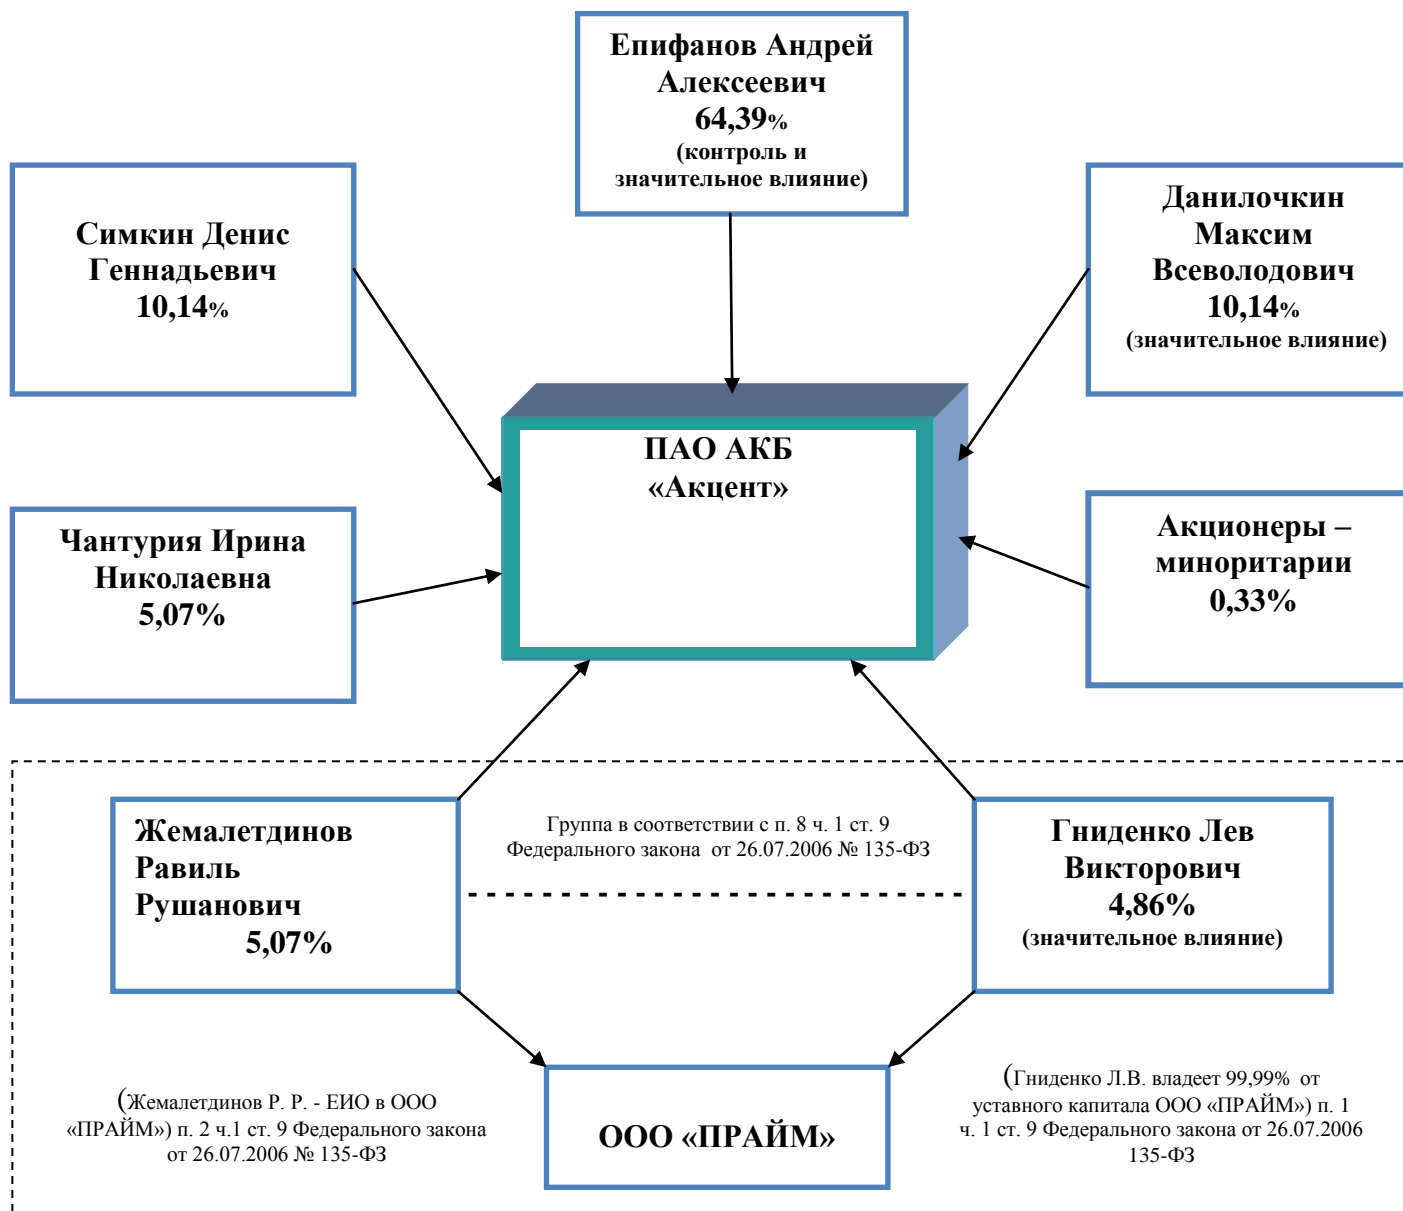 Епифанов Андрей
Алексеевич
64,39%
(контроль и
значительное влияние)
Симкин Денис
Геннадьевич
10,14%
Данилочкин
Максим
Всеволодович
10,14%
(значительное влияние)
ПАО АКБ
«Акцент»
Чантурия Ирина
Николаевна
5,07%
Акционеры –
миноритарии
0,33%
Жемалетдинов
Равиль
Рушанович
5,07%
Группа в соответствии с п. 8 ч. 1 ст. 9
Федерального закона от 26.07.2006 № 135-ФЗ
Гниденко Лев
Викторович
4,86%
(значительное влияние)
(Жемалетдинов Р. Р. - ЕИО в ООО
«ПРАЙМ») п. 2 ч.1 ст. 9 Федерального закона
от 26.07.2006 № 135-ФЗ
ООО «ПРАЙМ»
(Гниденко Л.В. владеет 99,99% от
уставного капитала ООО «ПРАЙМ») п. 1
ч. 1 ст. 9 Федерального закона от 26.07.2006
135-ФЗ